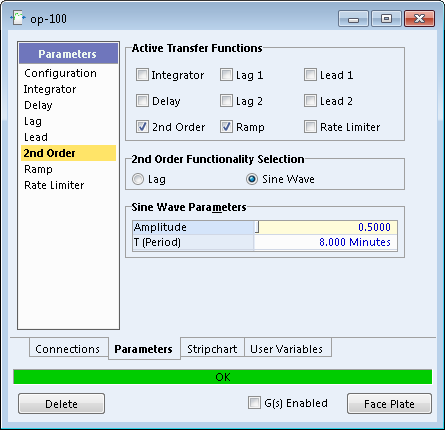 op-100
Parameters
Configuration
Integrator
Delay
Lag
Lead
2nd Order
Ramp
Rate Limiter
Active Transfer Functions
Integrator Lag 1 Lead 1
Delay Lag 2 Lead 2
2nd Order Ramp Rate Limiter
2nd Order Functionality Selection
Lag Sine Wave
Sine Wave Parameters
Amplitude 0.5000
T (Period) 8.000 Minutes
Connections Parameters Stripchart User Variables
OK
Delete G(s) Enabled Face Plate